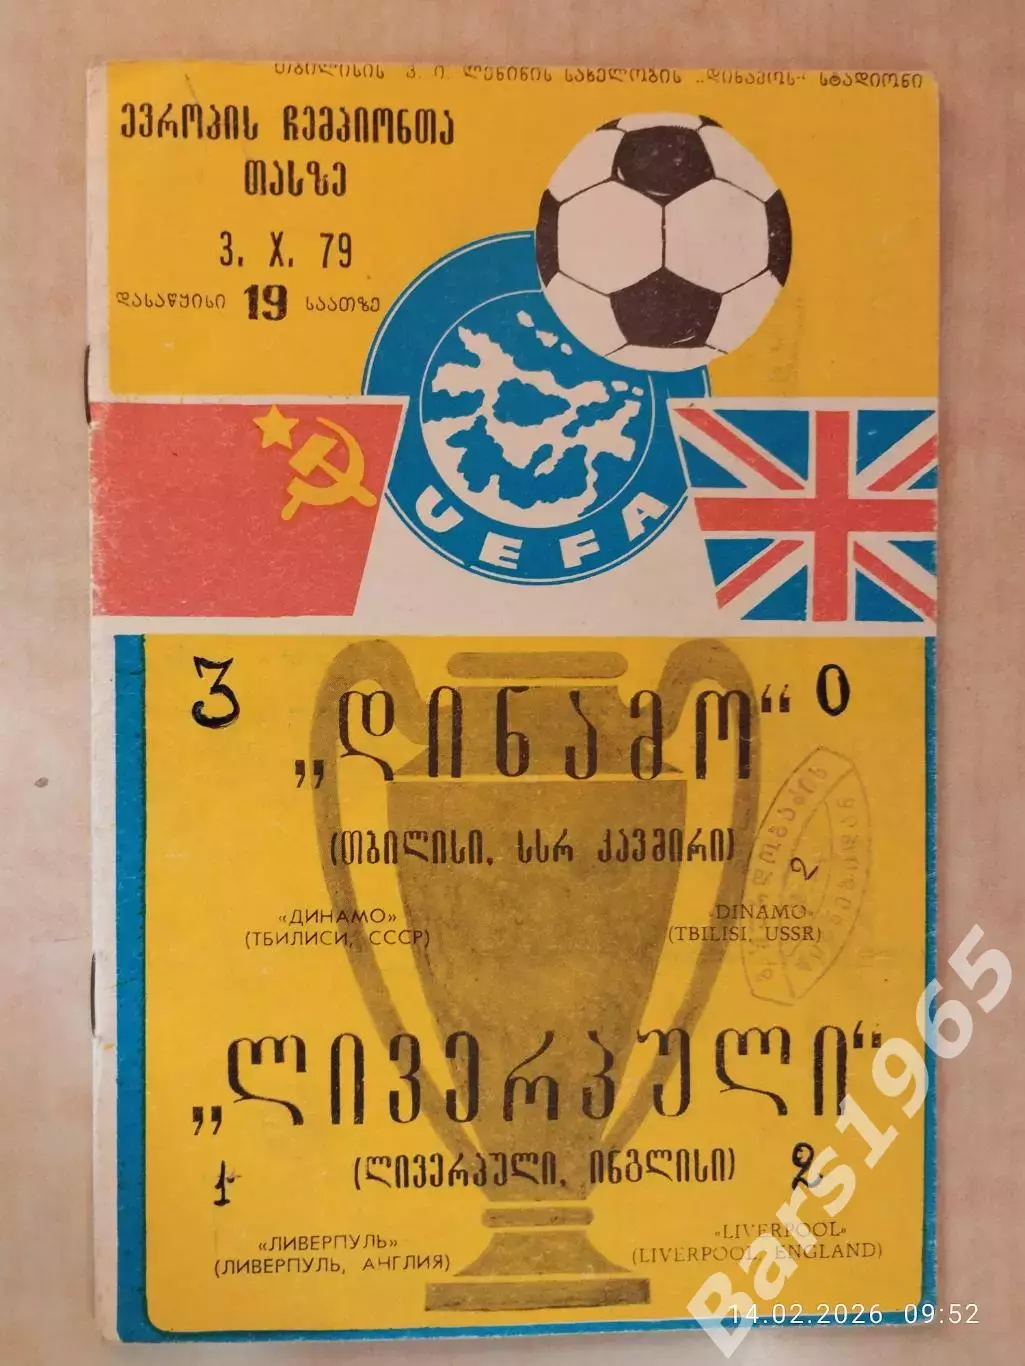 თბილისის ვ. ი. ლენინის სახელობის „დინამოს“ სტადიონი
ევროპის ჩემპიონთა
თასზე
3. X. 79
დასაწყისი 19 საათზე
UEFA
3 0
„დინამო“
(თბილისი, სსრ კავშირი)
2
«ДИНАМО» DINAMO»
(ТБИЛИСИ, СССР) (TBILISI, USSR)
„ლივერპული“
1 (ლივერპული, ინგლისი) 2
«ЛИВЕРПУЛЬ» «LIVERPOOL»
(ЛИВЕРПУЛЬ, АНГЛИЯ) (LIVERPOOL, ENGLAND)
Bars1965
14.02.2026 09:52